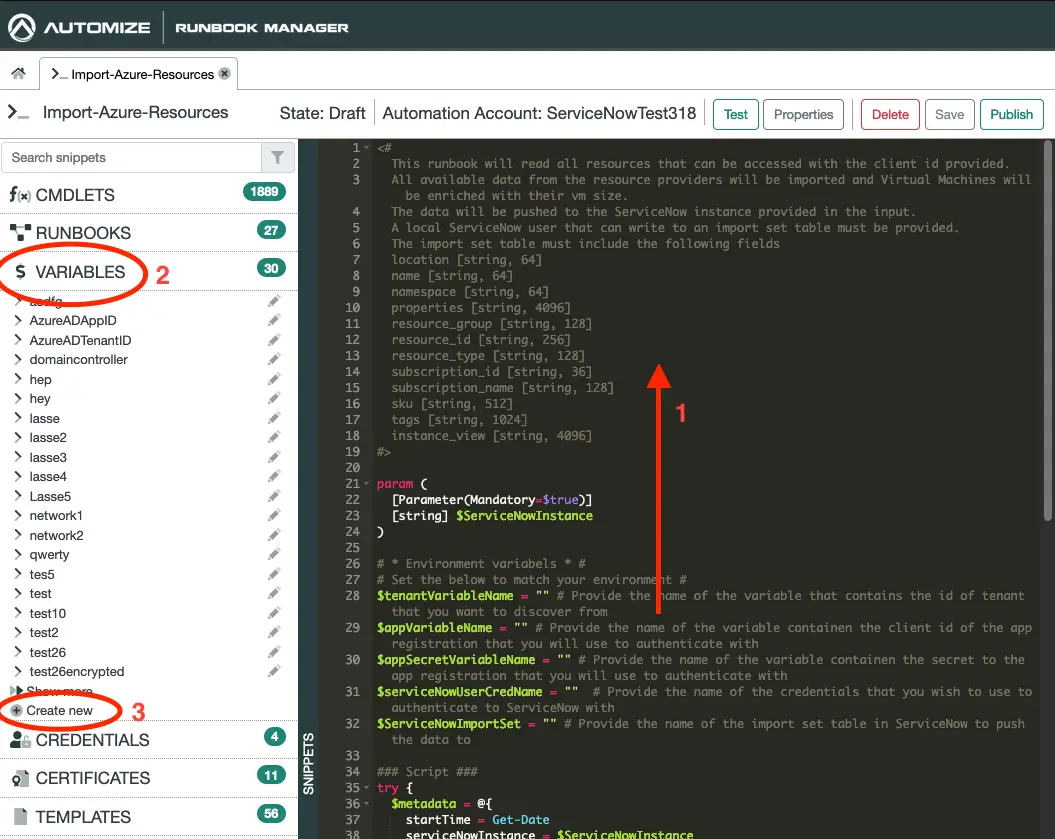 AUTOMIZE RUNBOOK MANAGER
>_ Import-Azure-Resources
>_ Import-Azure-Resources State: Draft Automation Account: ServiceNowTest318 Test Properties Delete Save Publish
Search snippets
f(x) CMDLETS 1889
RUNBOOKS 27
$ VARIABLES 30
2
asdfg
AzureADAppID
AzureADTenantID
domaincontroller
hep
hey
lasse
lasse2
lasse3
lasse4
Lasse5
network1
network2
qwerty
tes5
test
test10
test2
test26
test26encrypted
Show more
Create new
3
CREDENTIALS 4
CERTIFICATES 11
TEMPLATES 56
SNIPPETS
1 <#
2 This runbook will read all resources that can be accessed with the client id provided.
3 All available data from the resource providers will be imported and Virtual Machines will
be enriched with their vm size.
4 The data will be pushed to the ServiceNow instance provided in the input.
5 A local ServiceNow user that can write to an import set table must be provided.
6 The import set table must include the following fields
7 location [string, 64]
8 name [string, 64]
9 namespace [string, 64]
10 properties [string, 4096]
11 resource_group [string, 128]
12 resource_id [string, 256]
13 resource_type [string, 128]
14 subscription_id [string, 36]
15 subscription_name [string, 128]
16 sku [string, 512]
17 tags [string, 1024]
18 instance_view [string, 4096]
19 #>
20
21 param (
22 [Parameter(Mandatory=$true)]
23 [string] $ServiceNowInstance
24 )
25
26 # * Environment variabels * #
27 # Set the below to match your environment #
28 $tenantVariableName = "" # Provide the name of the variable that contains the id of tenant
that you want to discover from
29 $appVariableName = "" # Provide the name of the variable containen the client id of the app
registration that you will use to authenticate with
30 $appSecretVariableName = "" # Provide the name of the variable containen the secret to the
app registration that you will use to authenticate with
31 $serviceNowUserCredName = "" # Provide the name of the credentials that you wish to use to
authenticate to ServiceNow with
32 $ServiceNowImportSet = "" # Provide the name of the import set table in ServiceNow to push
the data to
33
34 ### Script ###
35 try {
36 $metadata = @{
37 startTime = Get-Date
38 serviceNowInstance = $ServiceNowInstance
1